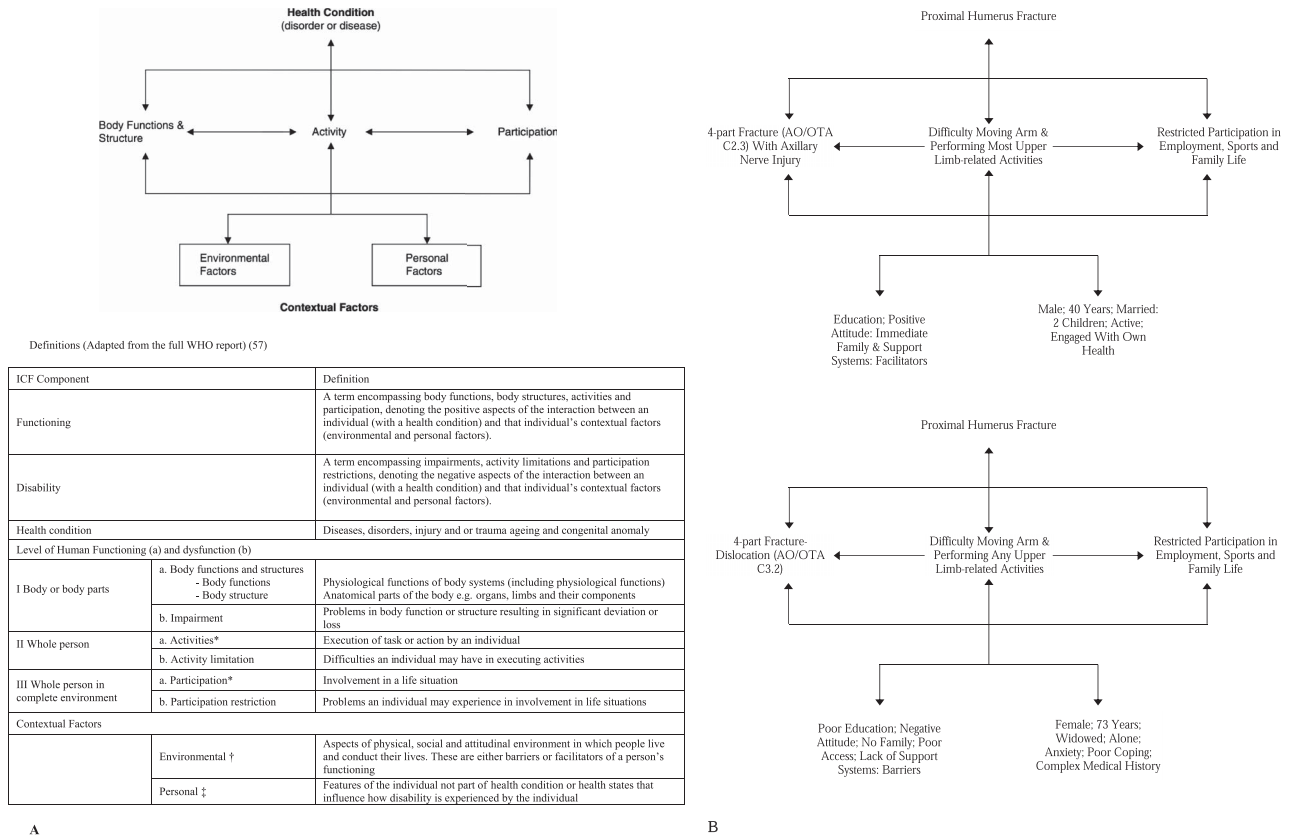 Health Condition
(disorder or disease)
Body Functions &
Structure
Activity
Participation
Environmental
Factors
Personal
Factors
Contextual Factors
Definitions (Adapted from the full WHO report) (57)
ICF Component
Definition
Functioning
A term encompassing body functions, body structures, activities and
participation, denoting the positive aspects of the interaction between an
individual (with a health condition) and that individual's contextual factors
(environmental and personal factors).
Disability
A term encompassing impairments, activity limitations and participation
restrictions, denoting the negative aspects of the interaction between an
individual (with a health condition) and that individual's contextual factors
(environmental and personal factors).
Health condition
Diseases, disorders, injury and or trauma ageing and congenital anomaly
Level of Human Functioning (a) and dysfunction (b)
I Body or body parts
a. Body functions and structures
- Body functions
- Body structure
Physiological functions of body systems (including physiological functions)
Anatomical parts of the body e.g. organs, limbs and their components
b. Impairment
Problems in body function or structure resulting in significant deviation or
loss
II Whole person
a. Activities*
Execution of task or action by an individual
b. Activity limitation
Difficulties an individual may have in executing activities
III Whole person in
complete environment
a. Participation*
Involvement in a life situation
b. Participation restriction
Problems an individual may experience in involvement in life situations
Contextual Factors
Environmental †
Aspects of physical, social and attitudinal environment in which people live
and conduct their lives. These are either barriers or facilitators of a person's
functioning
Personal ‡
Features of the individual not part of health condition or health states that
influence how disability is experienced by the individual
A
Proximal Humerus Fracture
4-part Fracture (AO/OTA
C2.3) With Axillary
Nerve Injury
Difficulty Moving Arm &
Performing Most Upper
Limb-related Activities
Restricted Participation in
Employment, Sports and
Family Life
Education; Positive
Attitude: Immediate
Family & Support
Systems: Facilitators
Male; 40 Years; Married:
2 Children; Active;
Engaged With Own
Health
Proximal Humerus Fracture
4-part Fracture-
Dislocation (AO/OTA
C3.2)
Difficulty Moving Arm &
Performing Any Upper
Limb-related Activities
Restricted Participation in
Employment, Sports and
Family Life
Poor Education; Negative
Attitude; No Family; Poor
Access; Lack of Support
Systems: Barriers
Female; 73 Years;
Widowed; Alone;
Anxiety; Poor Coping;
Complex Medical History
B